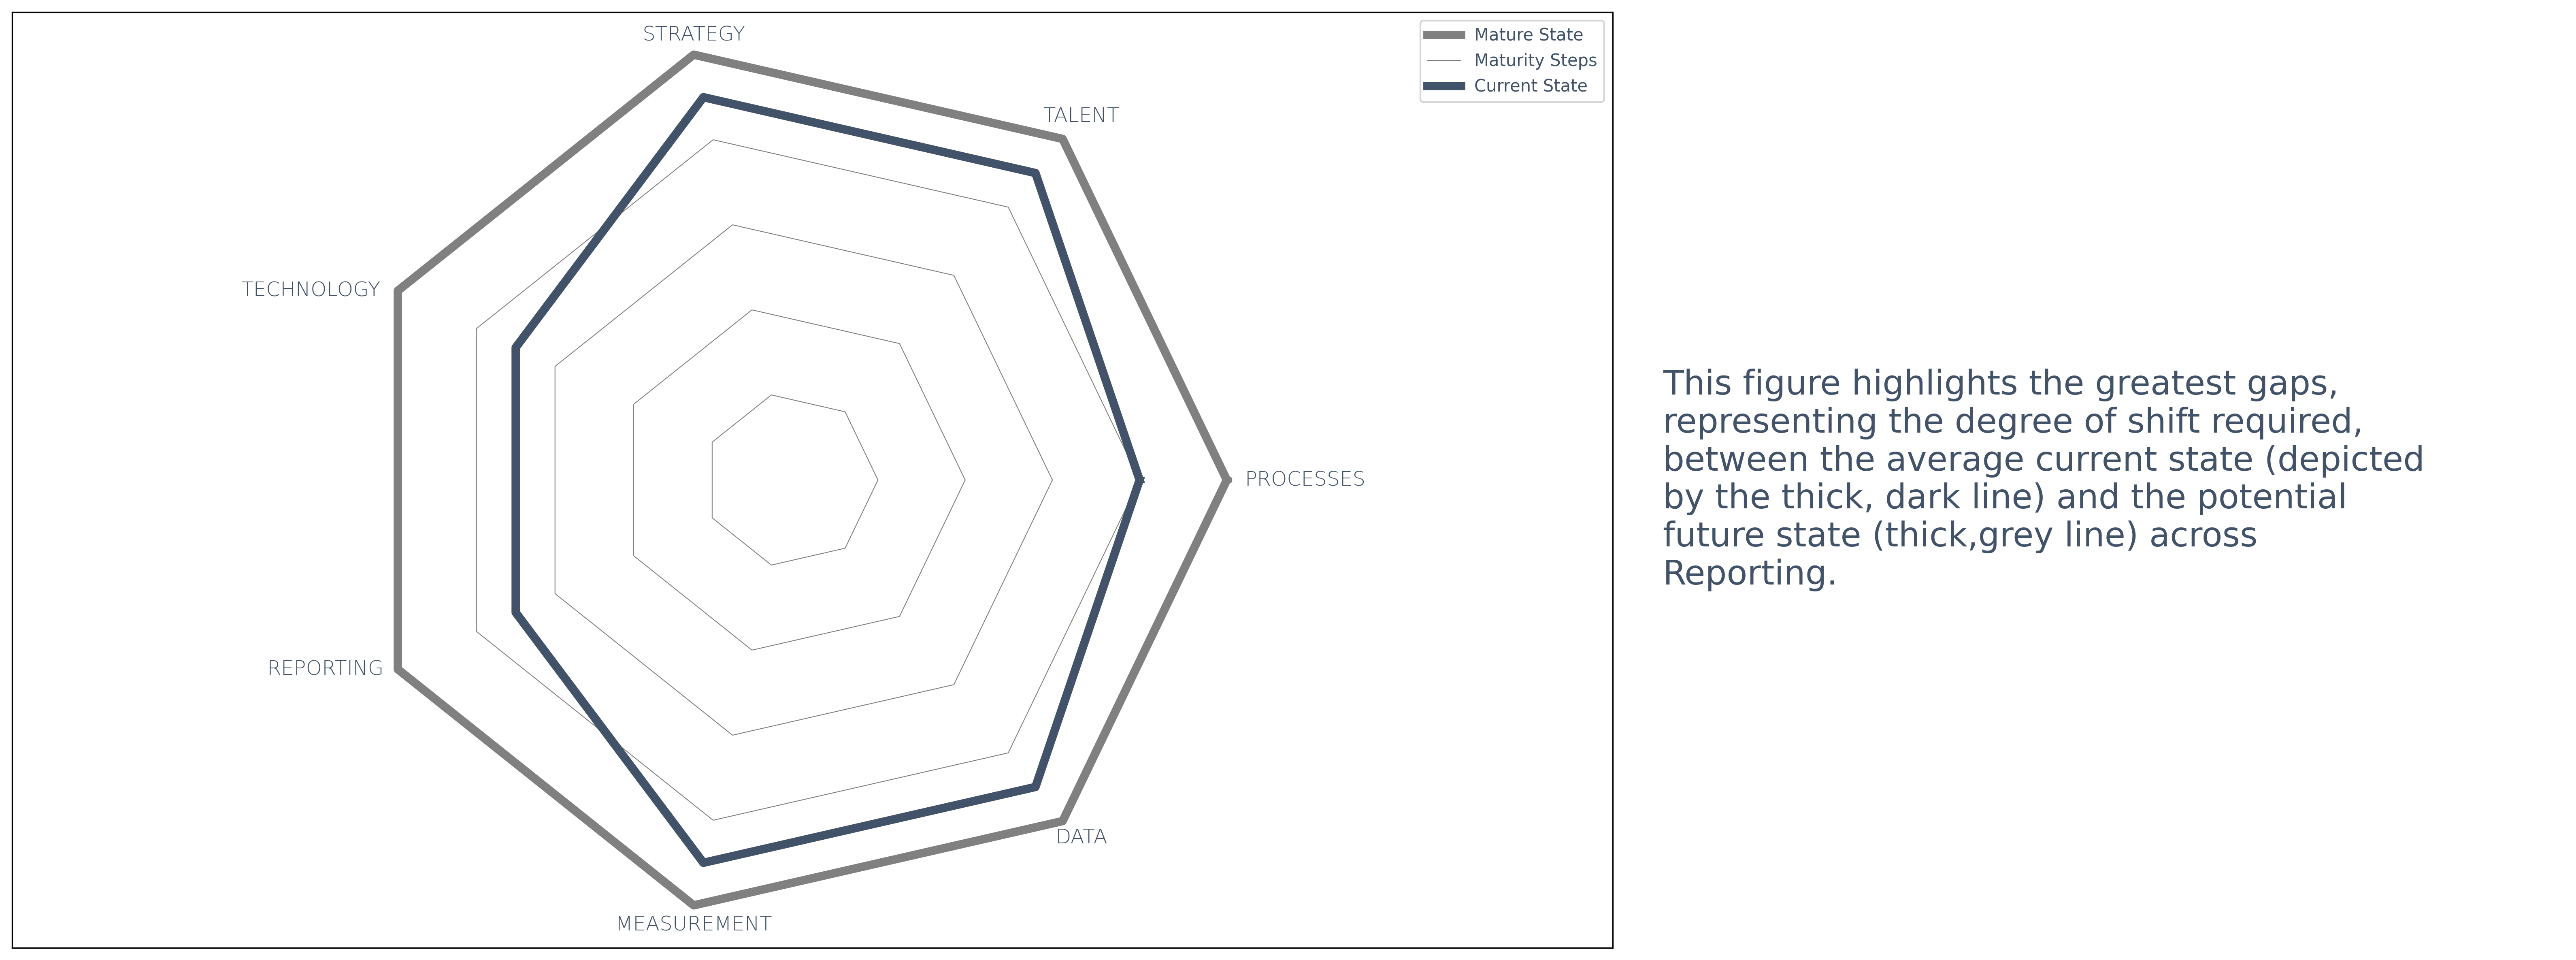 STRATEGY
Mature State
Maturity Steps
Current State
TALENT
TECHNOLOGY
PROCESSES
REPORTING
DATA
MEASUREMENT
This figure highlights the greatest gaps,
representing the degree of shift required,
between the average current state (depicted
by the thick, dark line) and the potential
future state (thick,grey line) across
Reporting.